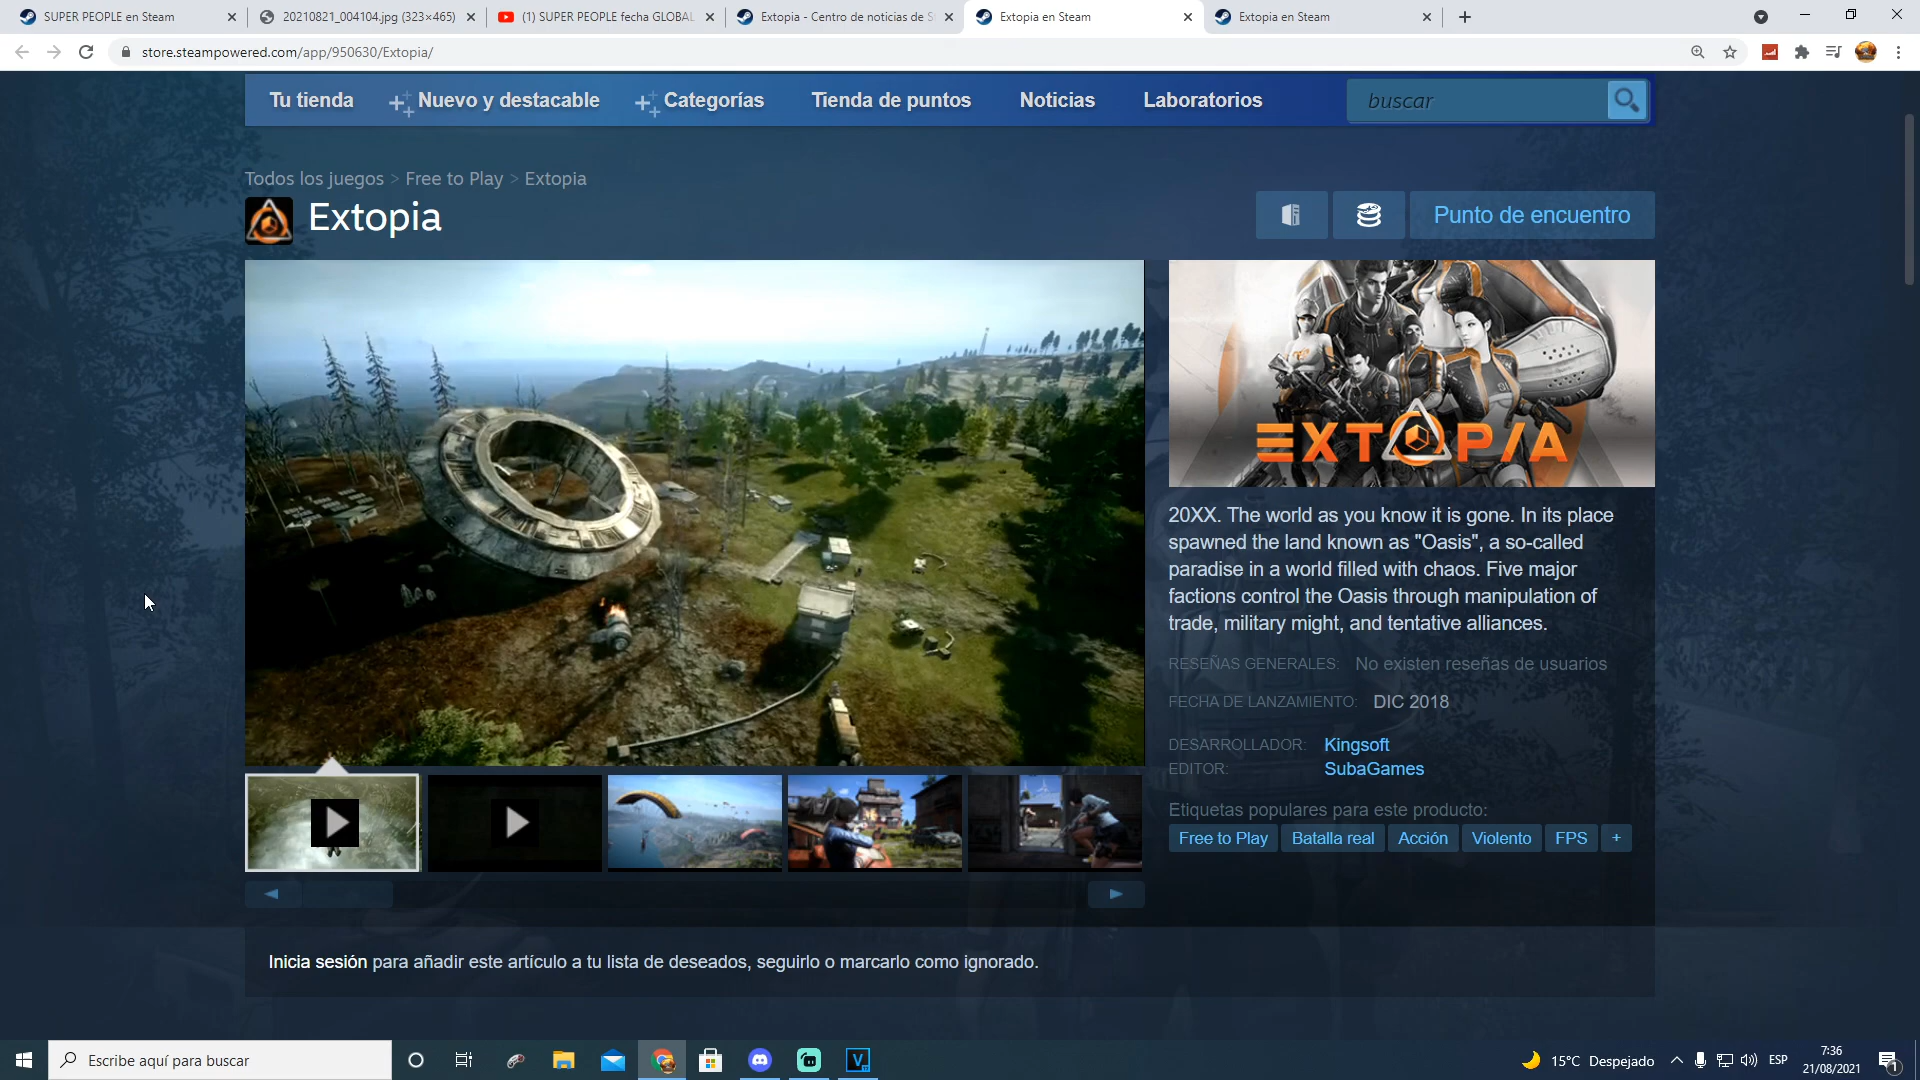 SUPER PEOPLE en Steam
20210821_004104.jpg (323×465)
(1) SUPER PEOPLE fecha GLOBAL
Extopia - Centro de noticias de S
Extopia en Steam
Extopia en Steam
store.steampowered.com/app/950630/Extopia/
Tu tienda
Nuevo y destacable
Categorías
Tienda de puntos
Noticias
Laboratorios
buscar
Todos los juegos > Free to Play > Extopia
Extopia
Punto de encuentro
EXTOPIA
20XX. The world as you know it is gone. In its place
spawned the land known as "Oasis", a so-called
paradise in a world filled with chaos. Five major
factions control the Oasis through manipulation of
trade, military might, and tentative alliances.
RESEÑAS GENERALES: No existen reseñas de usuarios
FECHA DE LANZAMIENTO: DIC 2018
DESARROLLADOR: Kingsoft
EDITOR: SubaGames
Etiquetas populares para este producto:
Free to Play Batalla real Acción Violento FPS +
Inicia sesión para añadir este artículo a tu lista de deseados, seguirlo o marcarlo como ignorado.
Escribe aquí para buscar
15°C Despejado
ESP
7:36
21/08/2021
1